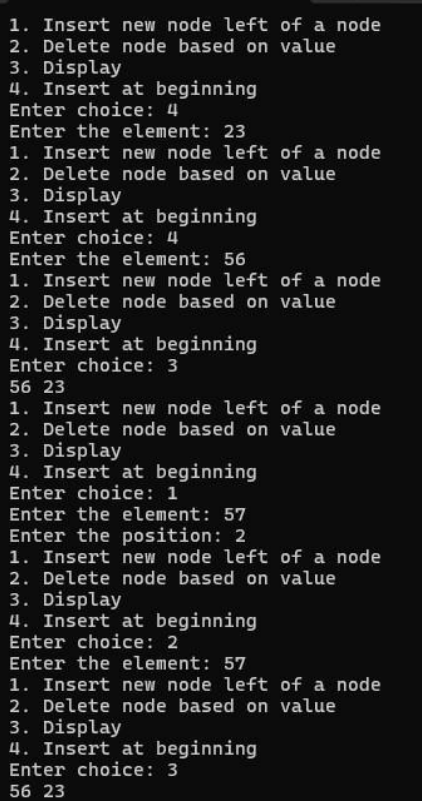 1. Insert new node left of a node
2. Delete node based on value
3. Display
4. Insert at beginning
Enter choice: 4
Enter the element: 23
1. Insert new node left of a node
2. Delete node based on value
3. Display
4. Insert at beginning
Enter choice: 4
Enter the element: 56
1. Insert new node left of a node
2. Delete node based on value
3. Display
4. Insert at beginning
Enter choice: 3
56 23
1. Insert new node left of a node
2. Delete node based on value
3. Display
4. Insert at beginning
Enter choice: 1
Enter the element: 57
Enter the position: 2
1. Insert new node left of a node
2. Delete node based on value
3. Display
4. Insert at beginning
Enter choice: 2
Enter the element: 57
1. Insert new node left of a node
2. Delete node based on value
3. Display
4. Insert at beginning
Enter choice: 3
56 23